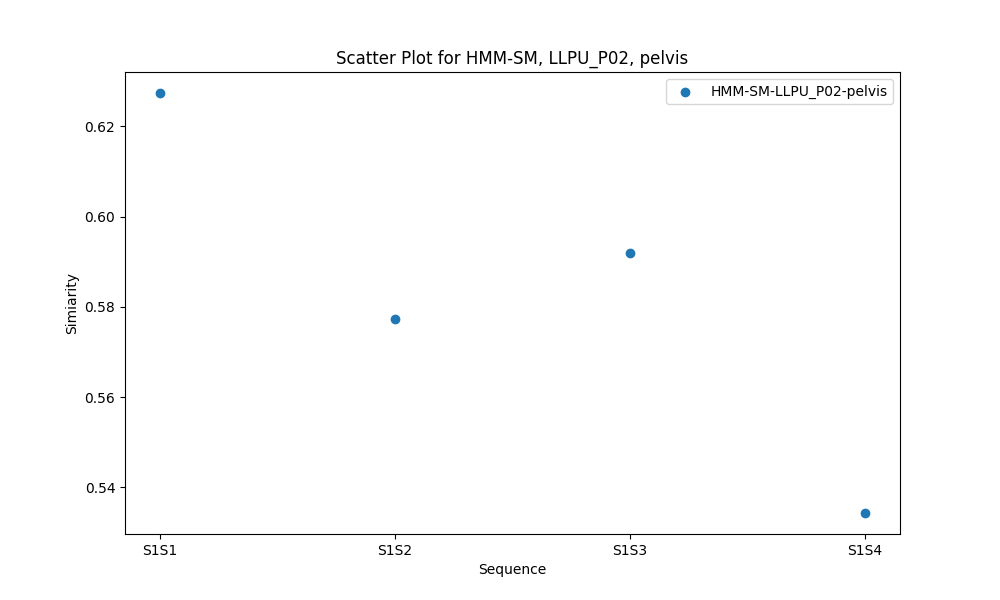 Scatter Plot for HMM-SM, LLPU_P02, pelvis
HMM-SM-LLPU_P02-pelvis
0.62
0.60
0.58
0.56
0.54
Simiarity
S1S1 S1S2 S1S3 S1S4
Sequence